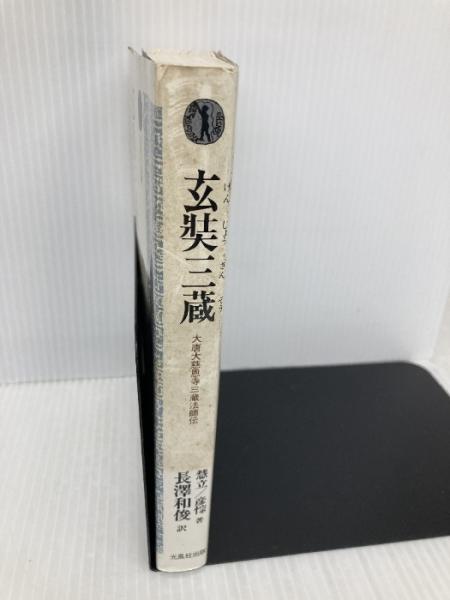 玄奘三蔵
げん じょう さん ぞう
大唐大慈恩寺三蔵法師伝
慧立/彦悰 著
長澤和俊 訳
光風社出版